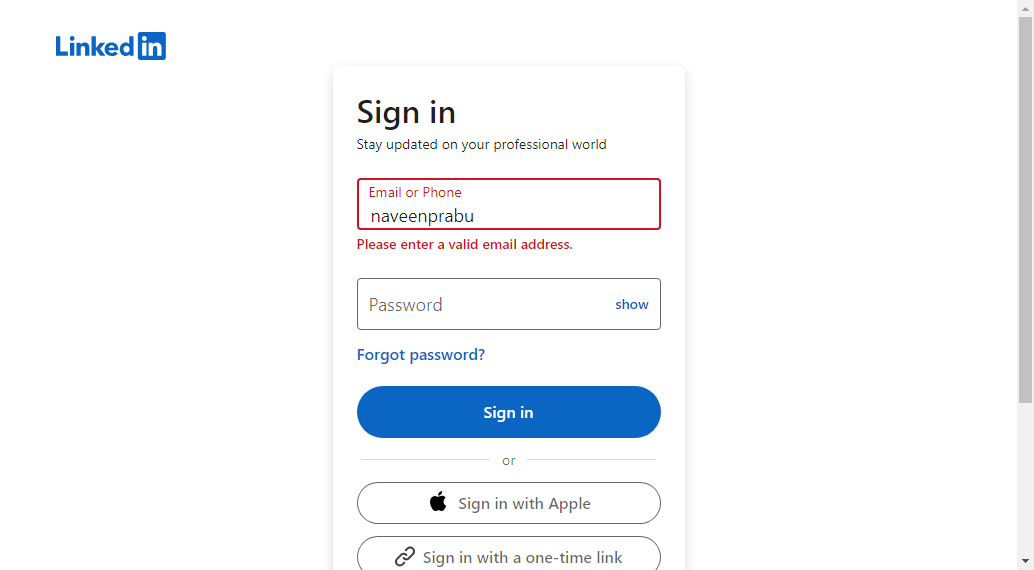 Linked in
Sign in
Stay updated on your professional world
Email or Phone
naveenprabu
Please enter a valid email address.
Password show
Forgot password?
Sign in
or
Sign in with Apple
Sign in with a one-time link